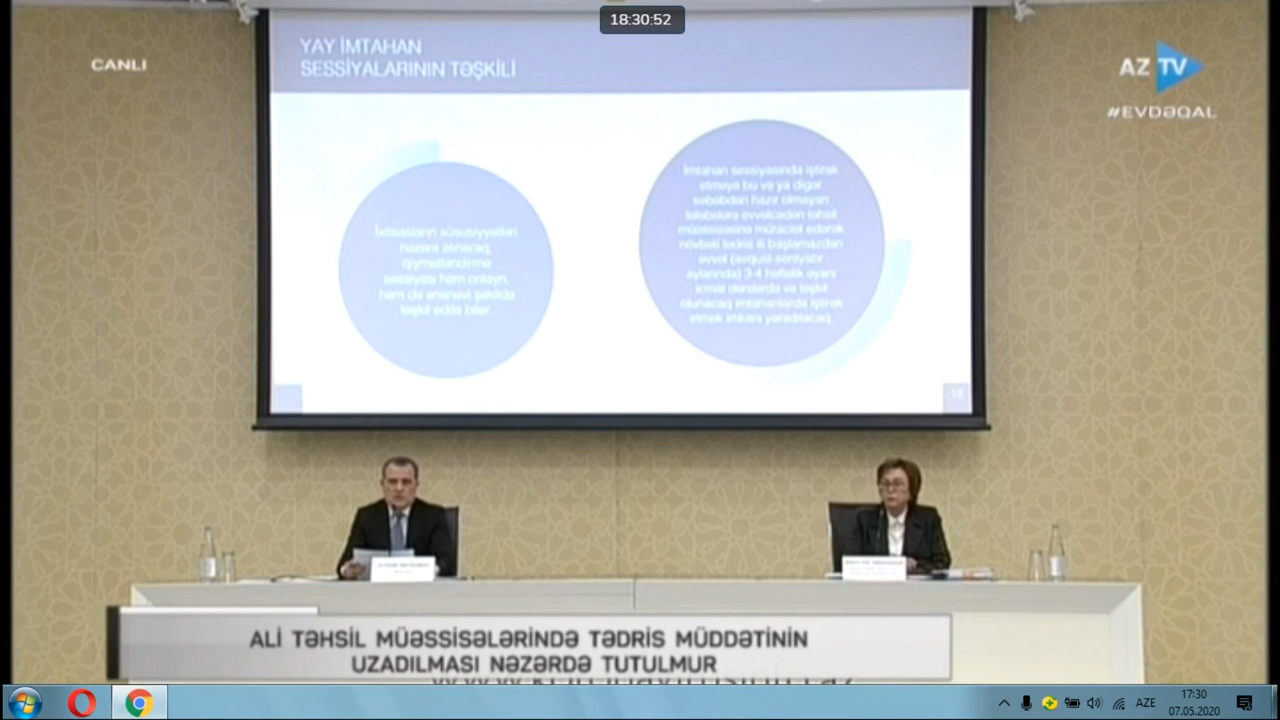 18:30:52
CANLI
AZ TV
#EVDƏQAL
YAY İMTAHAN
SESSİYALARININ TƏŞKİLİ
İxtisasların xüsusiyyətləri
nəzərə alınaraq,
qiymətləndirmə
sessiyası həm onlayn,
həm də ənənəvi şəkildə
təşkil edilə bilər.
İmtahan sessiyasında iştirak
etməyə bu və ya digər
səbəbdən hazır olmayan
tələbələrə əvvəlcədən təhsil
müəssisəsinə müraciət edərək
növbəti tədris ili başlamazdan
əvvəl (avqust-sentyabr
aylarında) 3-4 həftəlik əyani
icmal dərslərdə və təşkil
olunacaq imtahanlarda iştirak
etmək imkanı yaradılacaq.
ALİ TƏHSİL MÜƏSSİSƏLƏRİNDƏ TƏDRİS MÜDDƏTİNİN
UZADILMASI NƏZƏRDƏ TUTULMUR
AZE
17:30
07.05.2020